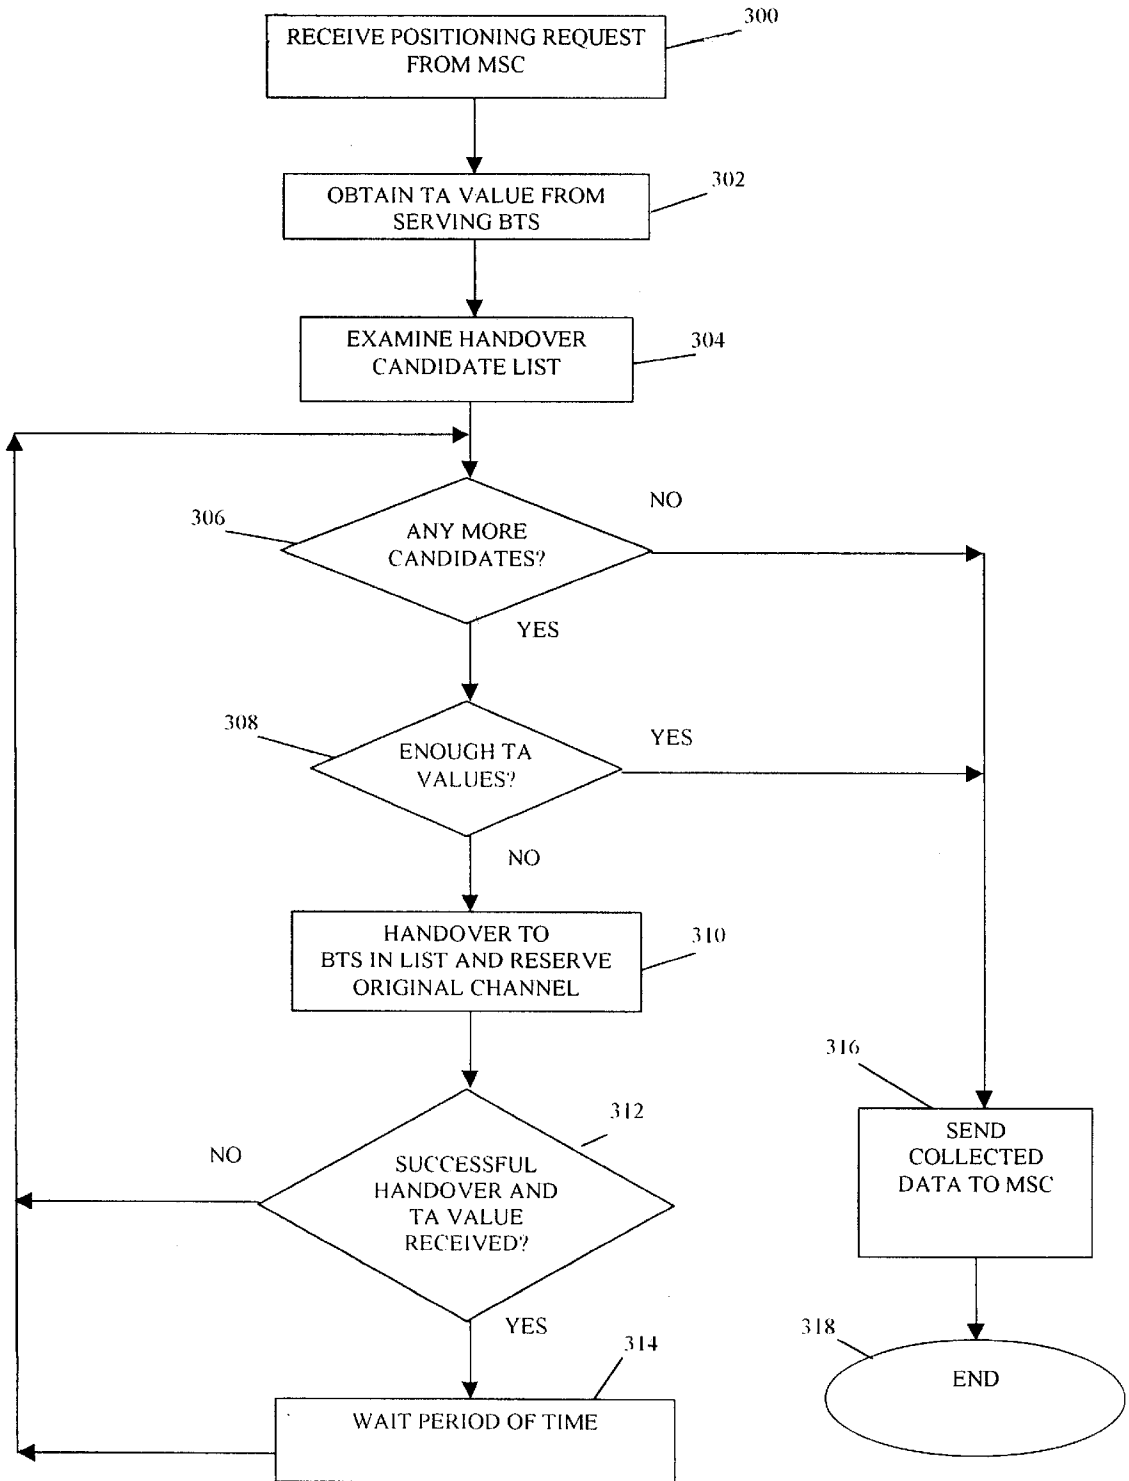 300
RECEIVE POSITIONING REQUEST
FROM MSC
302
OBTAIN TA VALUE FROM
SERVING BTS
304
EXAMINE HANDOVER
CANDIDATE LIST
306
NO
ANY MORE
CANDIDATES?
YES
308
YES
ENOUGH TA
VALUES?
NO
310
HANDOVER TO
BTS IN LIST AND RESERVE
ORIGINAL CHANNEL
312
NO
SUCCESSFUL
HANDOVER AND
TA VALUE
RECEIVED?
YES
314
WAIT PERIOD OF TIME
316
SEND
COLLECTED
DATA TO MSC
318
END